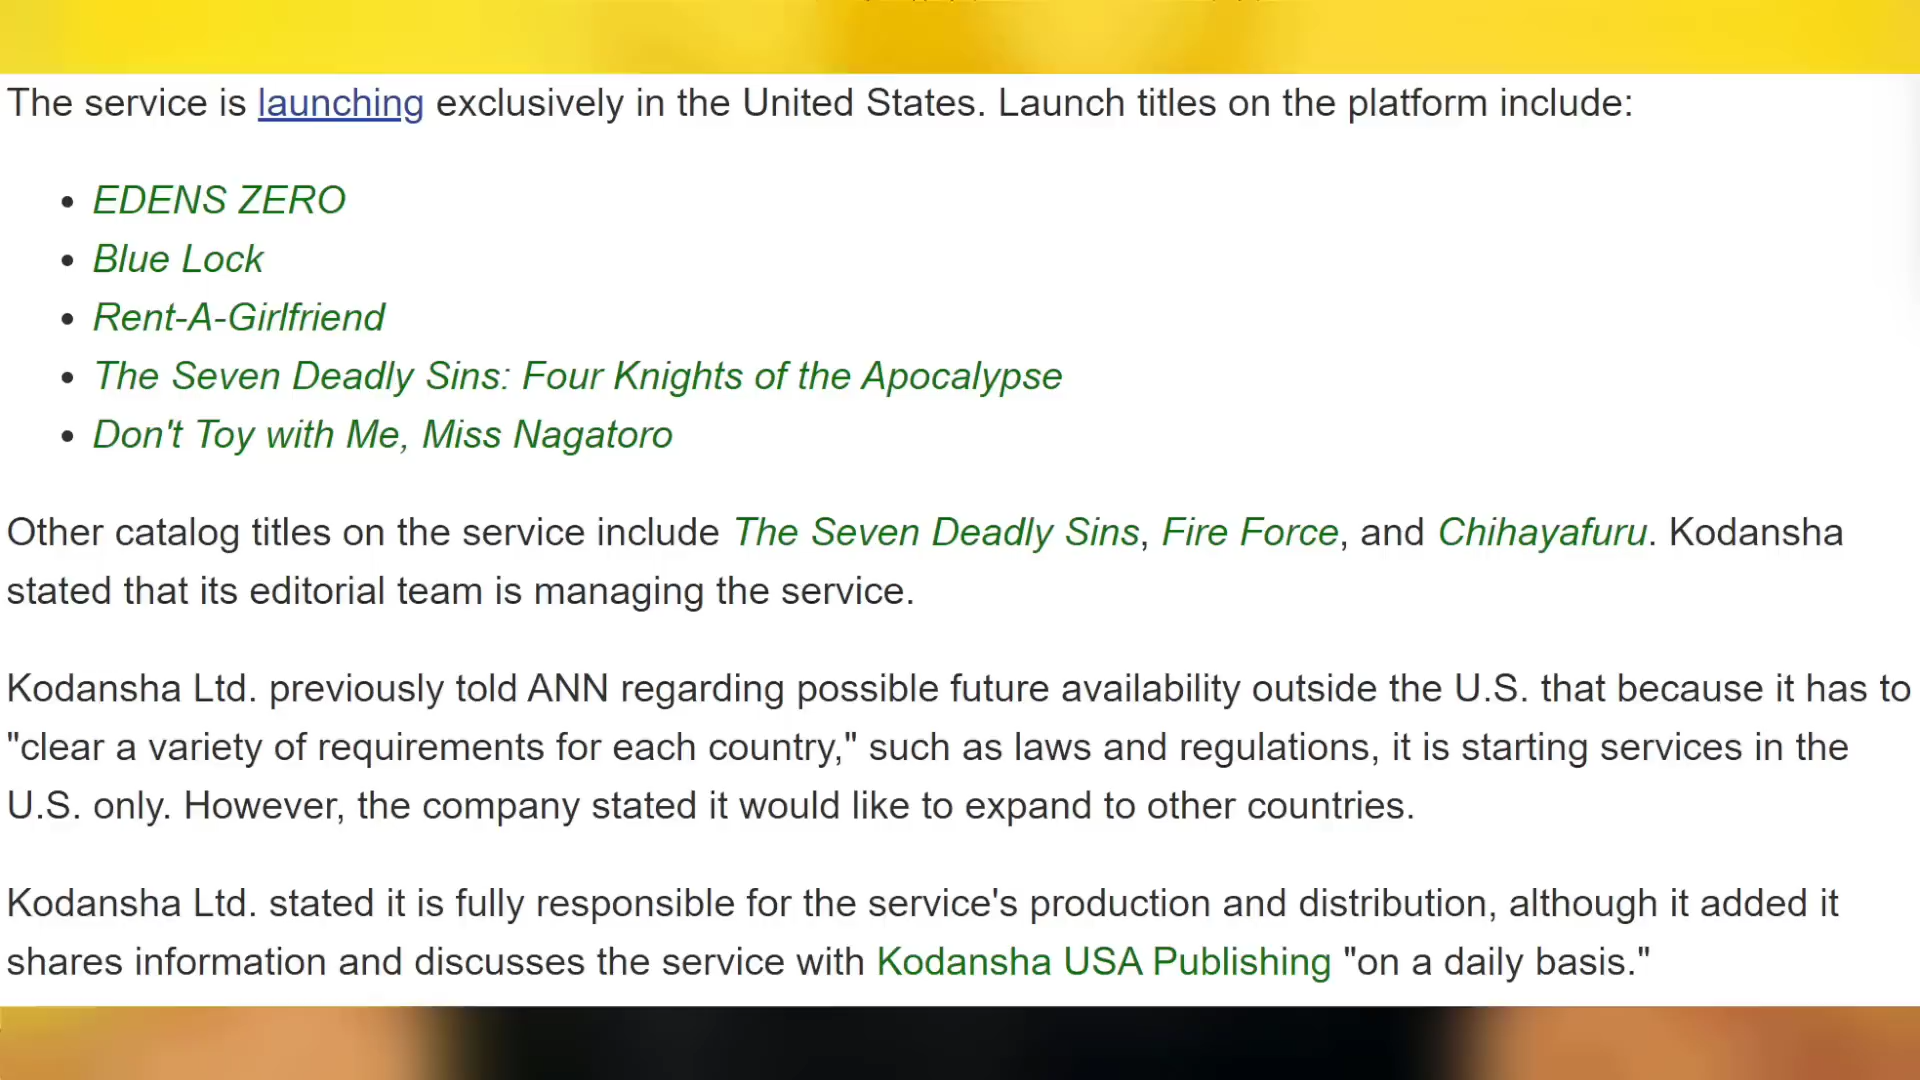 The service is launching exclusively in the United States. Launch titles on the platform include:
• EDENS ZERO
• Blue Lock
• Rent-A-Girlfriend
• The Seven Deadly Sins: Four Knights of the Apocalypse
• Don't Toy with Me, Miss Nagatoro
Other catalog titles on the service include The Seven Deadly Sins, Fire Force, and Chihayafuru. Kodansha
stated that its editorial team is managing the service.
Kodansha Ltd. previously told ANN regarding possible future availability outside the U.S. that because it has to
"clear a variety of requirements for each country," such as laws and regulations, it is starting services in the
U.S. only. However, the company stated it would like to expand to other countries.
Kodansha Ltd. stated it is fully responsible for the service's production and distribution, although it added it
shares information and discusses the service with Kodansha USA Publishing "on a daily basis."